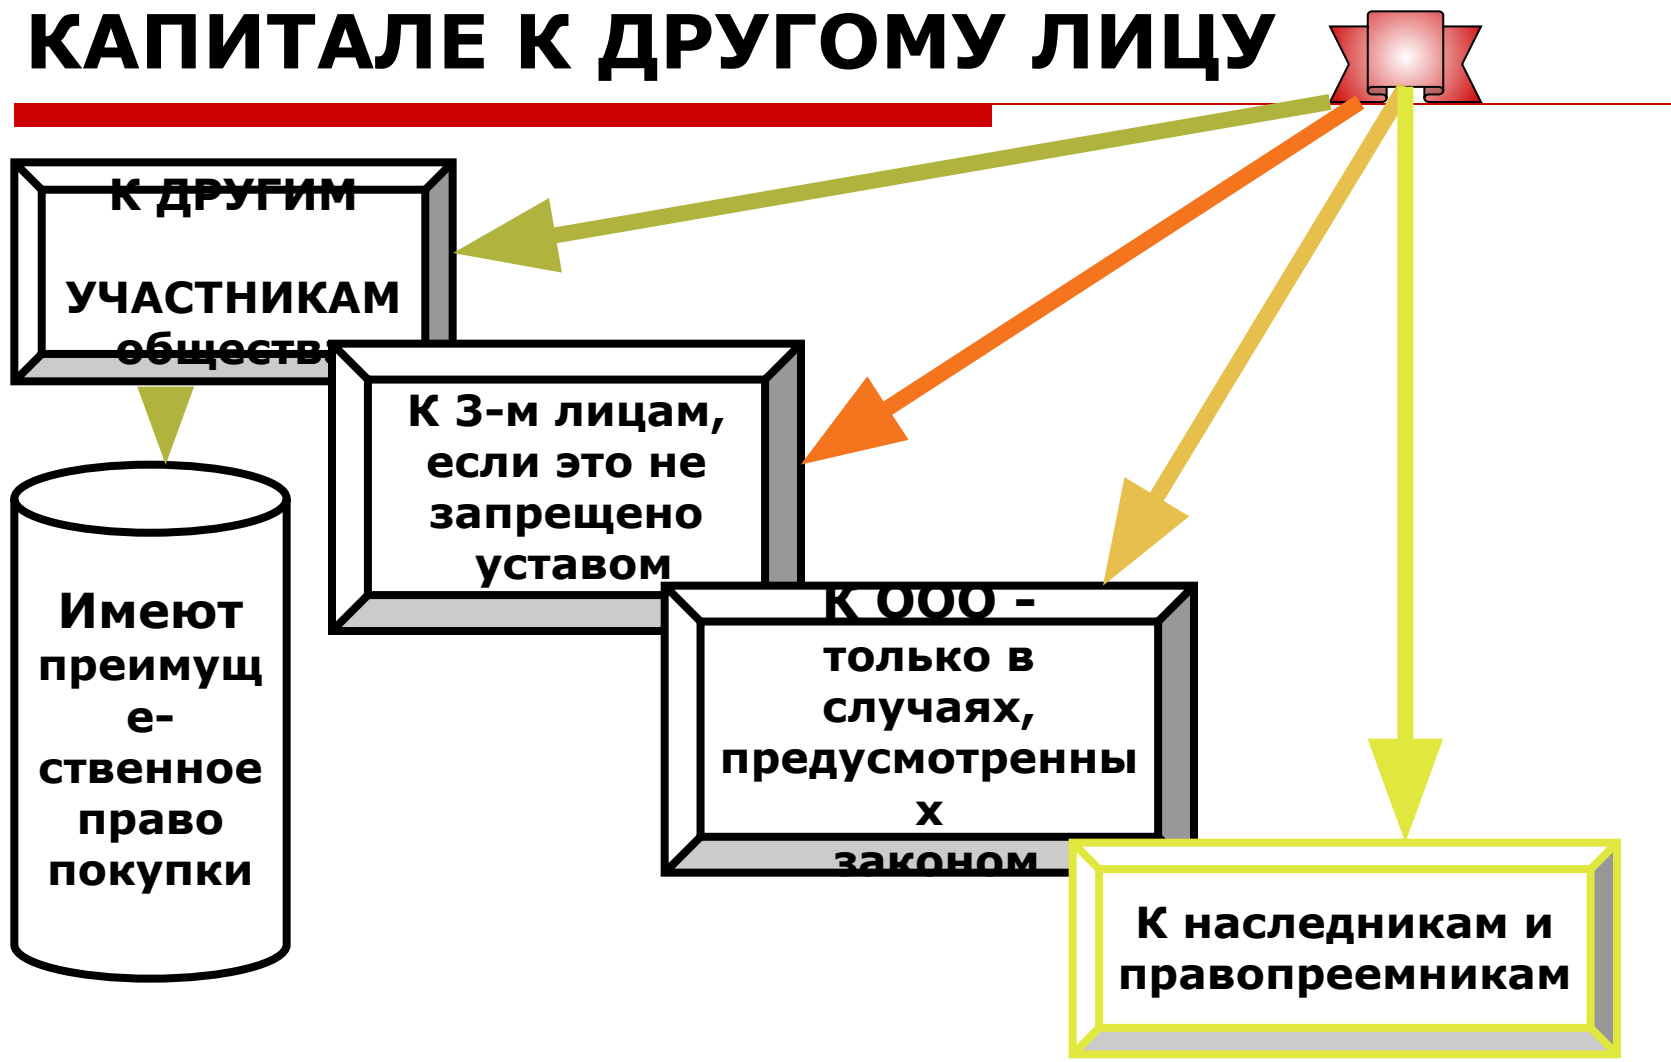 КАПИТАЛЕ К ДРУГОМУ ЛИЦУ
К ДРУГИМ
УЧАСТНИКАМ
общества
К 3-м лицам,
если это не
запрещено
уставом
К ООО –
только в
случаях,
предусмотренны
х
законом
К наследникам и
правопреемникам
Имеют
преимущ
е-
ственное
право
покупки